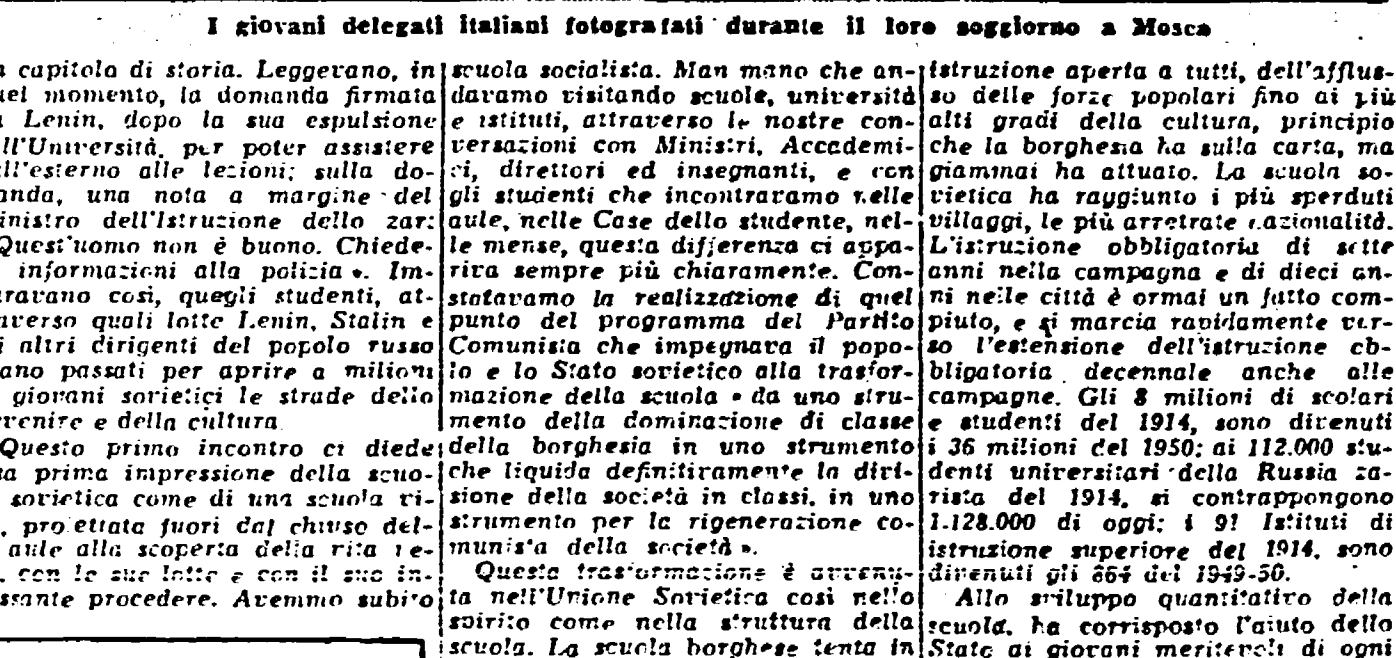 I giovani delegati italiani fotografati durante il loro soggiorno a Mosca
capitolo di storia. Leggevano, in
momento, la domanda firmata
Lenin, dopo la sua espulsione
ll'Università, per poter assistere
all'esterno alle lezioni; sulla do-
anda, una nota a margine del
inistro dell'Istruzione dello zar:
Quest'uomo non è buono. Chiede-
informazioni alla polizia ». Im-
aravano così, quegli studenti, at-
averso quali lotte Lenin, Stalin e
i altri dirigenti del popolo russo
ano passati per aprire a milioni
giovani sovietici le strade dello
vvenire e della cultura
Questo primo incontro ci diede
prima impressione della scuo-
sovietica come di una scuola vi-
, proiettata fuori dal chiuso del-
aule alla scoperta della vita re-
, con le sue lotte e con il suo in-
ssante procedere. Avemmo subito
scuola socialista. Man mano che an-
davamo visitando scuole, università
e istituti, attraverso le nostre con-
versazioni con Ministri, Accademi-
ci, direttori ed insegnanti, e con
gli studenti che incontravamo nelle
aule, nelle Case dello studente, nel-
le mense, questa differenza ci appa-
riva sempre più chiaramente. Con-
statavamo la realizzazione di quel
punto del programma del Partito
Comunista che impegnava il popo-
lo e lo Stato sovietico alla trasfor-
mazione della scuola « da uno stru-
mento della dominazione di classe
della borghesia in uno strumento
che liquida definitivamente la divi-
sione della società in classi, in uno
strumento per la rigenerazione co-
munista della società ».
Questa trasformazione è avvenu-
ta nell'Unione Sovietica così nello
spirito come nella struttura della
scuola. La scuola borghese tenta in
istruzione aperta a tutti, dell'afflus-
so delle forze popolari fino ai più
alti gradi della cultura, principio
che la borghesia ha sulla carta, ma
giammai ha attuato. La scuola so-
vietica ha raggiunto i più sperduti
villaggi, le più arretrate nazionalità.
L'istruzione obbligatoria di sette
anni nella campagna e di dieci an-
ni nelle città è ormai un fatto com-
piuto, e si marcia rapidamente ver-
so l'estensione dell'istruzione ob-
bligatoria decennale anche alle
campagne. Gli 8 milioni di scolari
e studenti del 1914, sono divenuti
i 36 milioni del 1950; ai 112.000 stu-
denti universitari della Russia za-
rista del 1914, si contrappongono
1.128.000 di oggi; i 91 Istituti di
istruzione superiore del 1914, sono
divenuti gli 864 del 1949-50.
Allo sviluppo quantitativo della
scuola, ha corrisposto l'aiuto dello
Stato ai giovani meritevoli di ogni